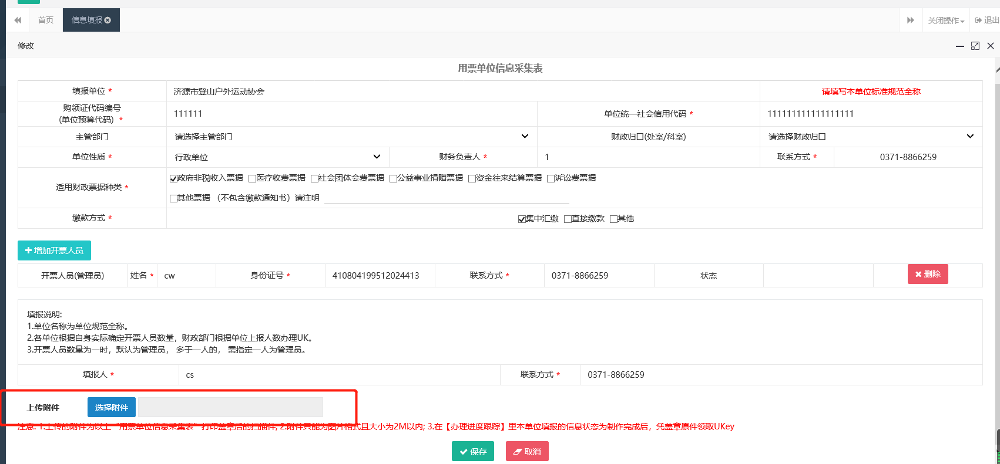 首页 信息填报 关闭操作 退出
修改
用票单位信息采集表
填报单位 * 济源市登山户外运动协会 请填写本单位标准规范全称
购领证代码编号
(单位预算代码) * 111111 单位统一社会信用代码 * 111111111111111111
主管部门 请选择主管部门 财政归口(处室/科室) 请选择财政归口
单位性质 * 行政单位 财务负责人 * 1 联系方式 * 0371-8866259
适用财政票据种类 * 政府非税收入票据 医疗收费票据 社会团体会费票据 公益事业捐赠票据 资金往来结算票据 诉讼费票据
其他票据 （不包含缴款通知书）请注明
缴款方式 * 集中汇缴 直接缴款 其他
增加开票人员
开票人员(管理员) 姓名 * cw 身份证号 * 410804199512024413 联系方式 * 0371-8866259 状态 删除
填报说明:
1.单位名称为单位规范全称。
2.各单位根据自身实际确定开票人员数量，财政部门根据单位上报人数办理UK。
3.开票人员数量为一时，默认为管理员， 多于一人的， 需指定一人为管理员。
填报人 * cs 联系方式 * 0371-8866259
上传附件 选择附件
注意: 1.上传的附件为以上“用票单位信息采集表”打印盖章后的扫描件; 2.附件只能为图片格式且大小为2M以内; 3.在【办理进度跟踪】里本单位填报的信息状态为制作完成后，凭盖章原件领取UKey
保存 取消